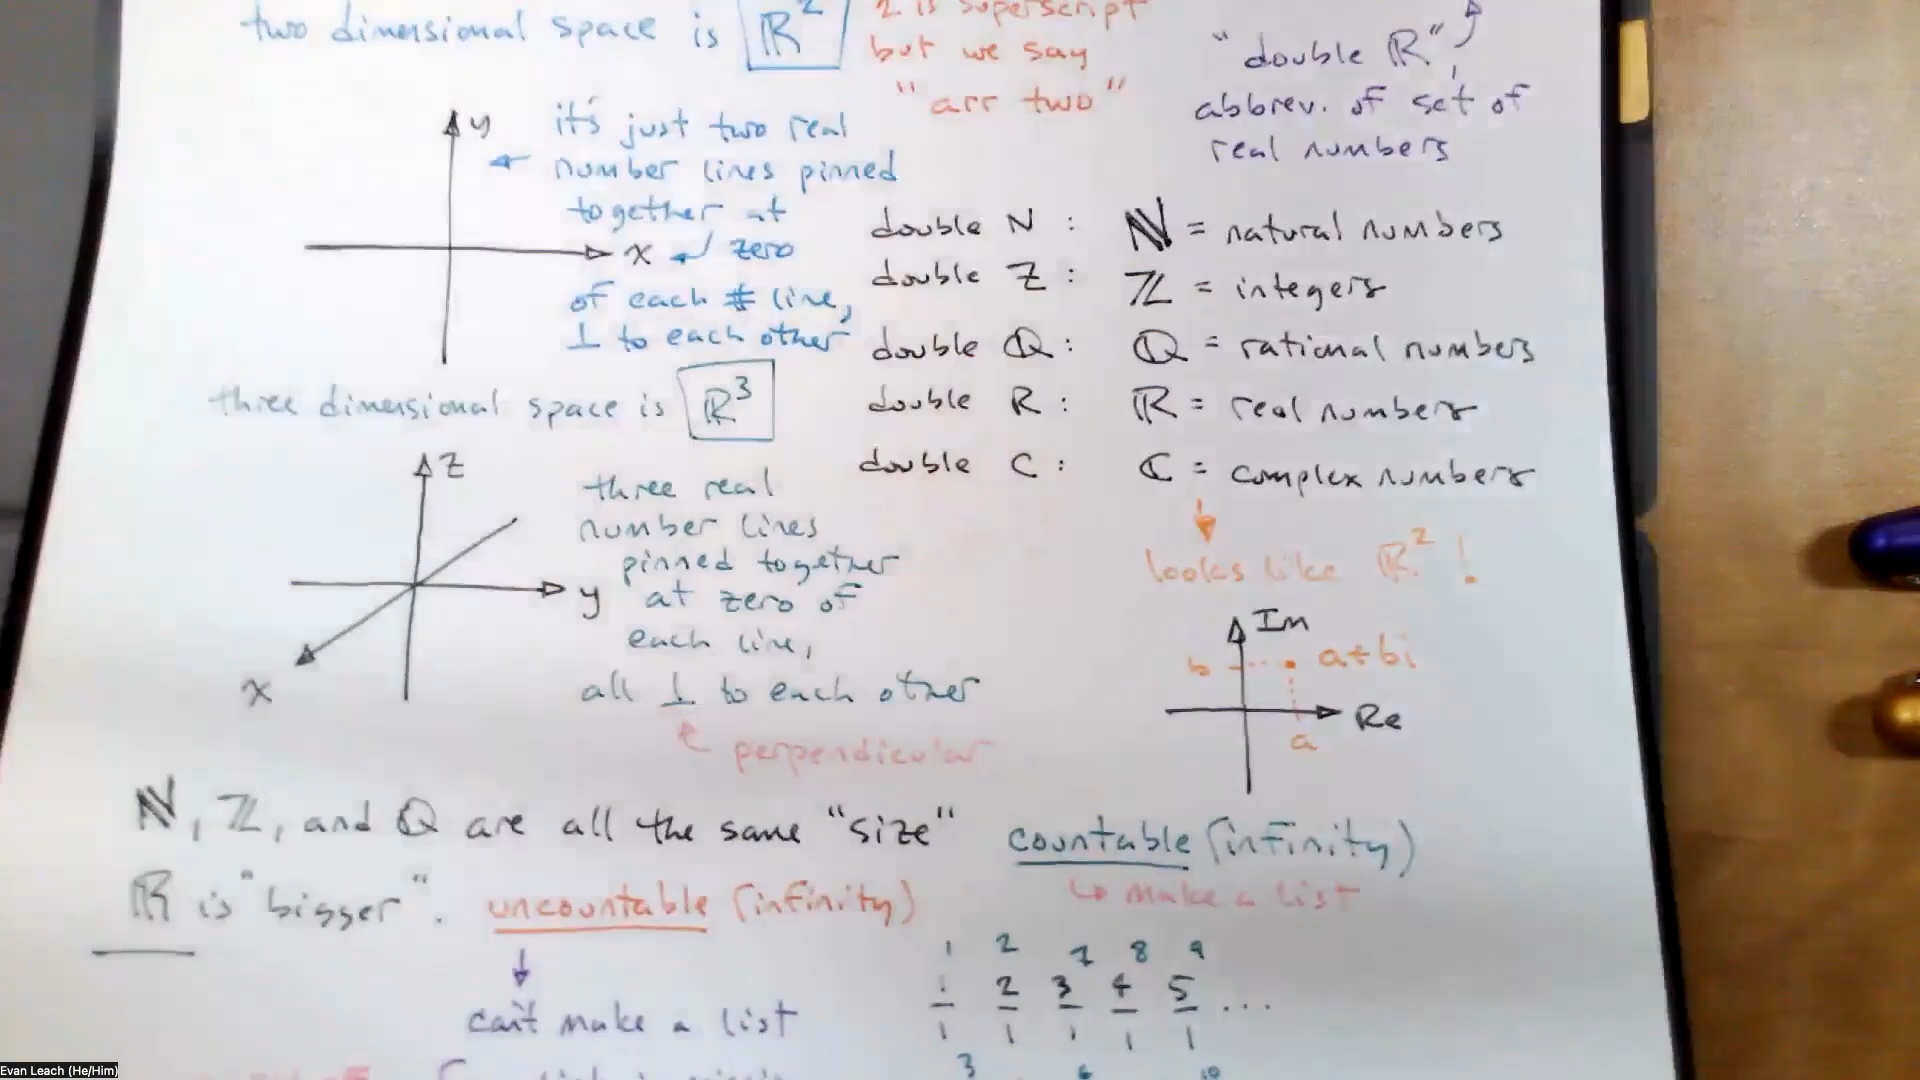 two dimensional space is ℝ²
2 is superscript
but we say
"arr two"
"double ℝ",
abbrev. of set of
real numbers
y
x
it's just two real
number lines pinned
together at
zero
of each # line,
⊥ to each other
double N : ℕ = natural numbers
double Z : ℤ = integers
double Q : ℚ = rational numbers
double R : ℝ = real numbers
double C : ℂ = complex numbers
looks like ℝ² !
Im
b
a+bi
Re
a
three dimensional space is ℝ³
z
y
x
three real
number lines
pinned together
at zero of
each line,
all ⊥ to each other
perpendicular
ℕ, ℤ, and ℚ are all the same "size"
countable (infinity)
↳ make a list
ℝ is "bigger". uncountable (infinity)
can't make a list
1 2 7 8 9
1/1 2/1 3/1 4/1 5/1 ...
3 6 10
Evan Leach (He/Him)